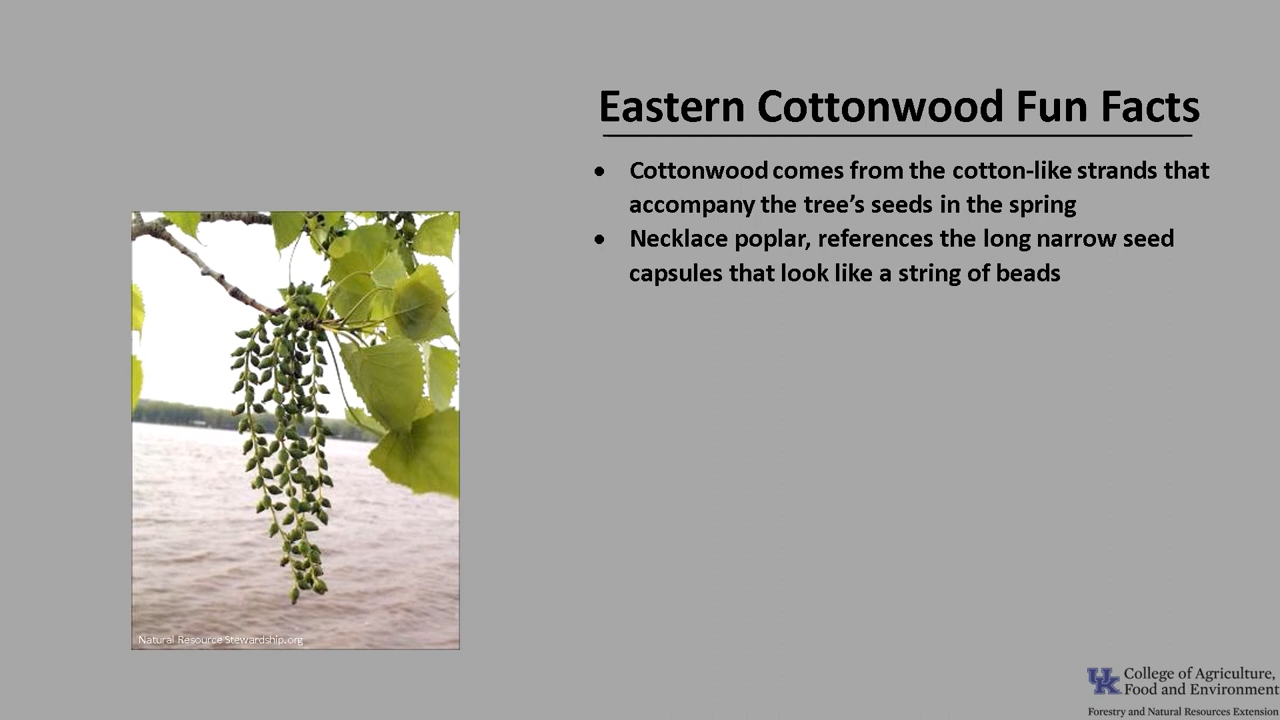 Eastern Cottonwood Fun Facts
• Cottonwood comes from the cotton-like strands that
accompany the tree's seeds in the spring
• Necklace poplar, references the long narrow seed
capsules that look like a string of beads
Natural Resource Stewardship.org
UK College of Agriculture,
Food and Environment
Forestry and Natural Resources Extension